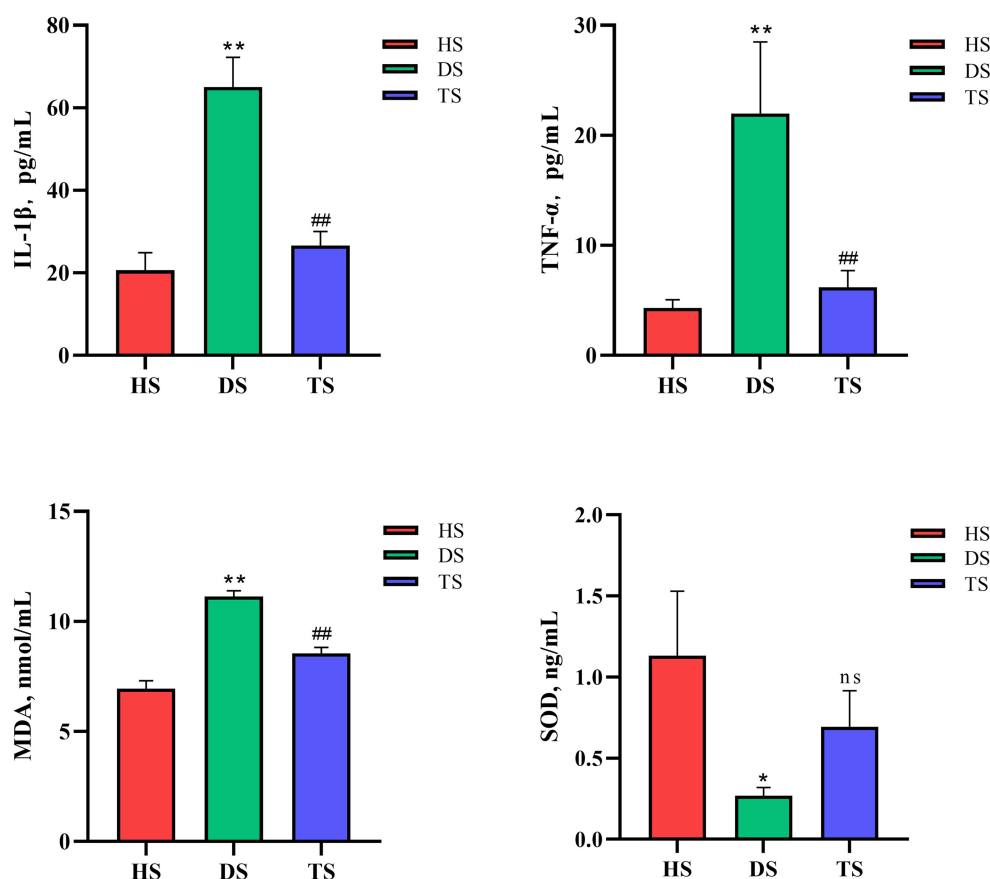 IL-1β, pg/mL
80
60
40
20
0
**
##
HS
DS
TS
HS
DS
TS
TNF-α, pg/mL
30
20
10
0
**
##
HS
DS
TS
HS
DS
TS
MDA, nmol/mL
15
10
5
0
**
##
HS
DS
TS
HS
DS
TS
SOD, ng/mL
2.0
1.5
1.0
0.5
0.0
*
ns
HS
DS
TS
HS
DS
TS